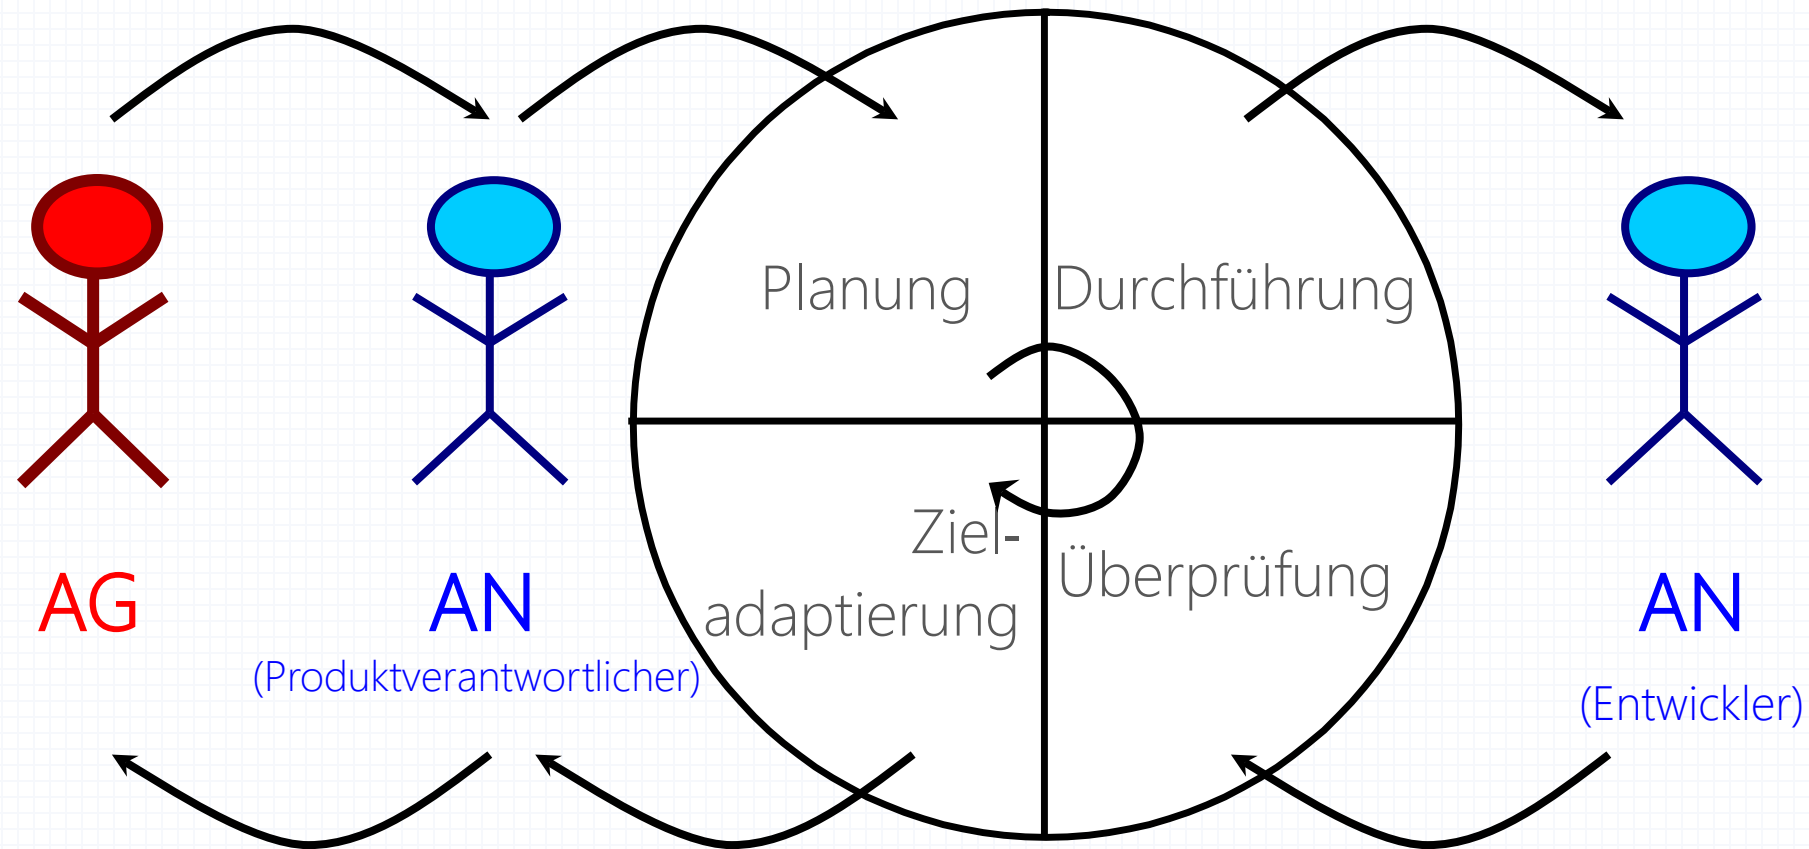 Planung
Durchführung
Ziel-
adaptierung
Überprüfung
AG
AN
(Produktverantwortlicher)
AN
(Entwickler)